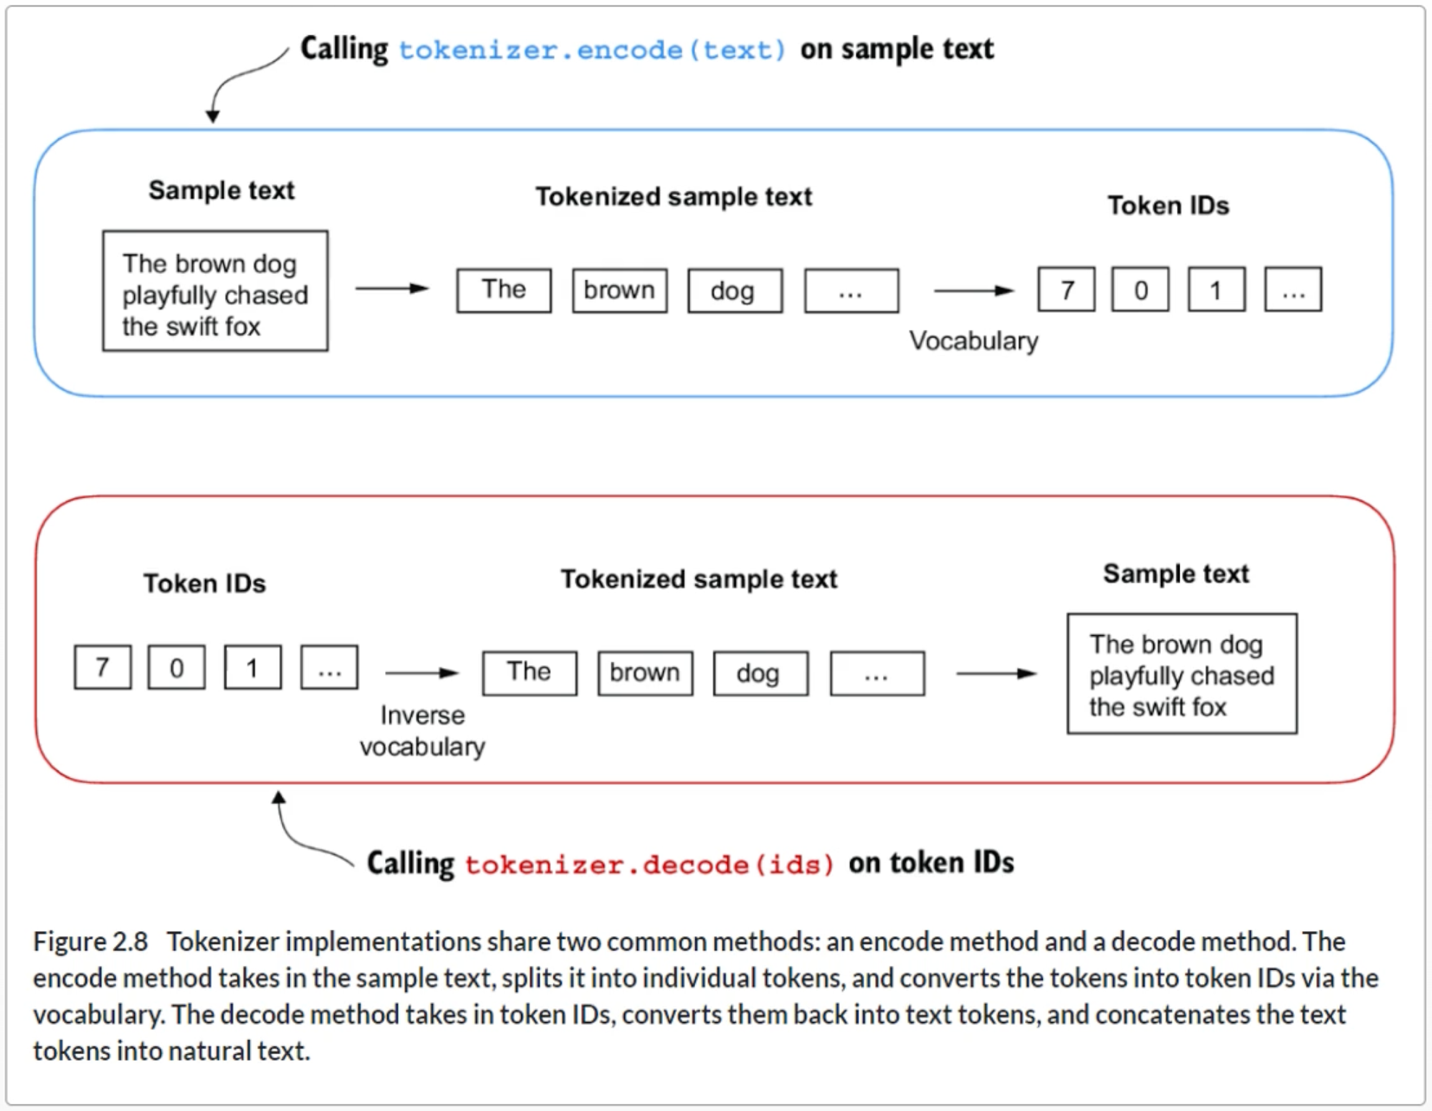 Calling tokenizer.encode(text) on sample text
Sample text
The brown dog
playfully chased
the swift fox
Tokenized sample text
The
brown
dog
...
Vocabulary
Token IDs
7
0
1
...
Token IDs
7
0
1
...
Inverse
vocabulary
Tokenized sample text
The
brown
dog
...
Sample text
The brown dog
playfully chased
the swift fox
Calling tokenizer.decode(ids) on token IDs
Figure 2.8 Tokenizer implementations share two common methods: an encode method and a decode method. The
encode method takes in the sample text, splits it into individual tokens, and converts the tokens into token IDs via the
vocabulary. The decode method takes in token IDs, converts them back into text tokens, and concatenates the text
tokens into natural text.